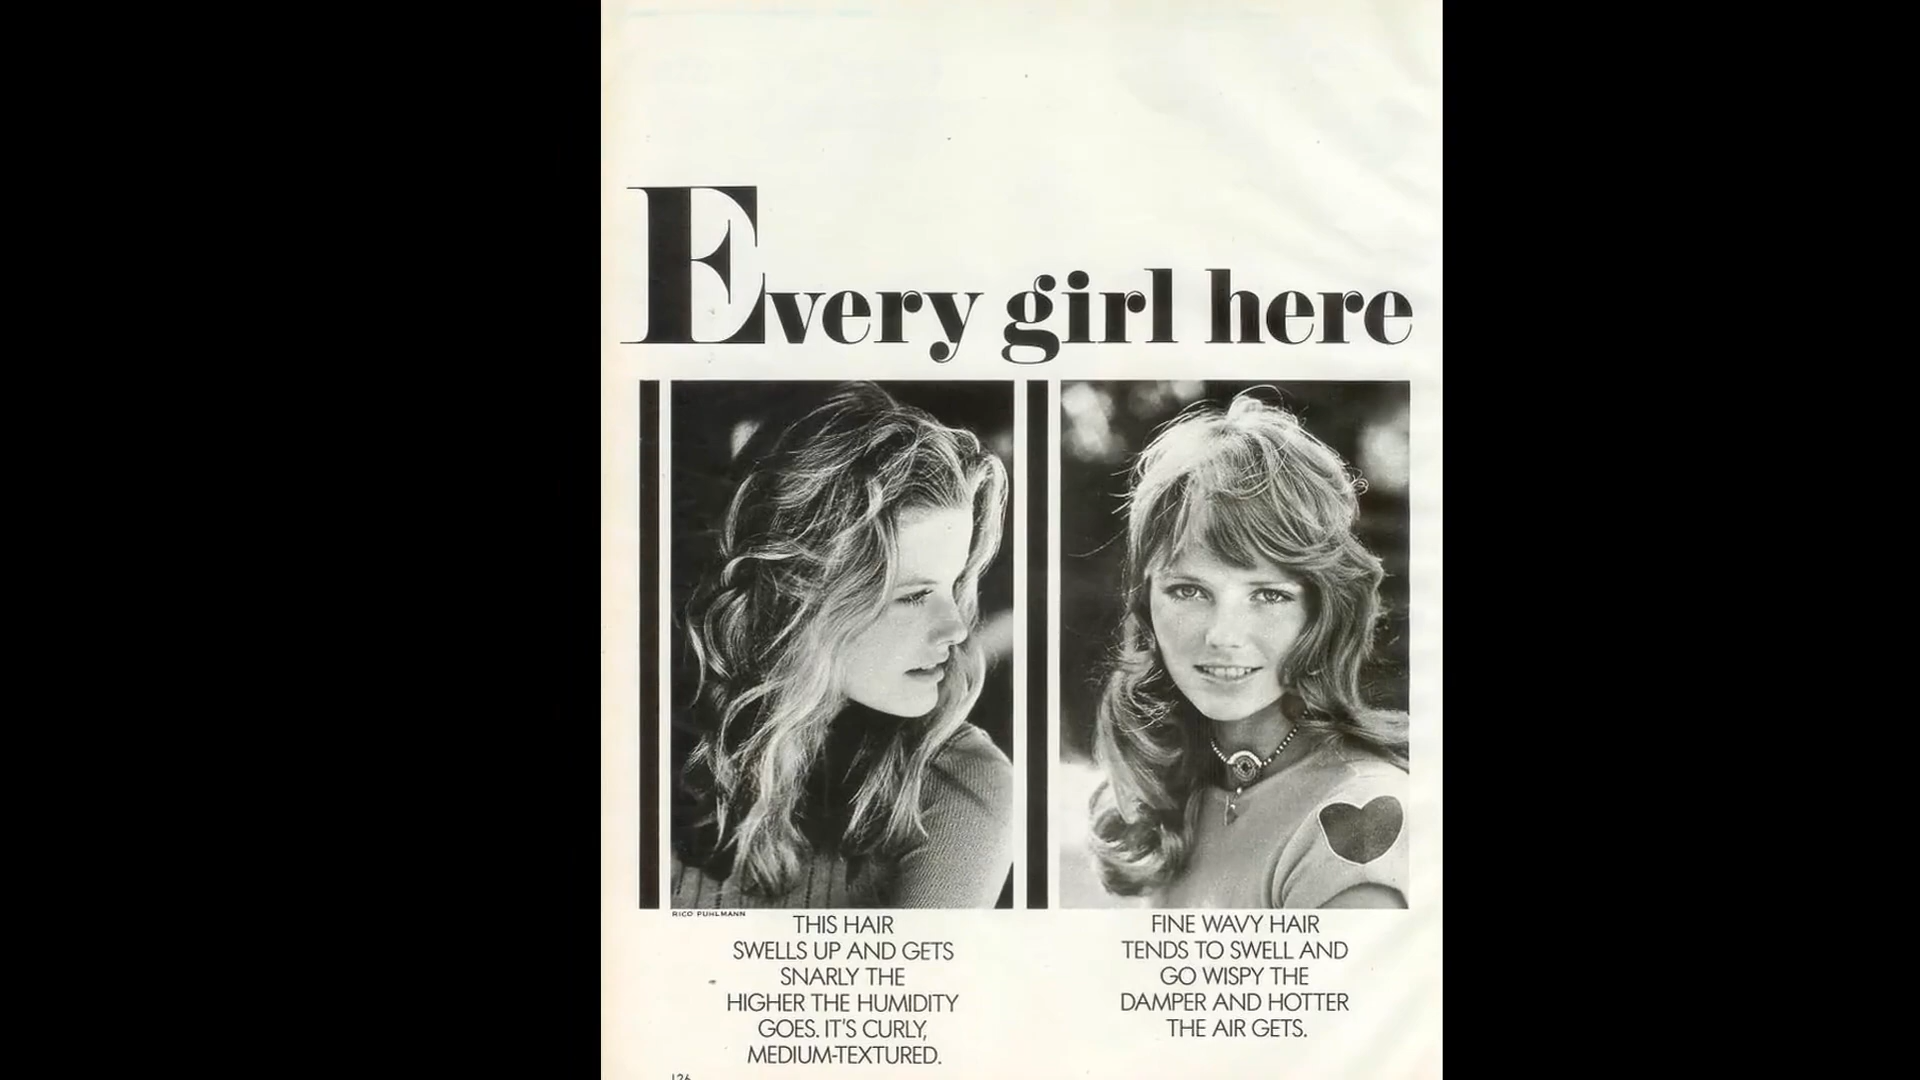 Every girl here
RICO PUHLMANN
THIS HAIR
SWELLS UP AND GETS
SNARLY THE
HIGHER THE HUMIDITY
GOES. IT'S CURLY,
MEDIUM-TEXTURED.
FINE WAVY HAIR
TENDS TO SWELL AND
GO WISPY THE
DAMPER AND HOTTER
THE AIR GETS.
126